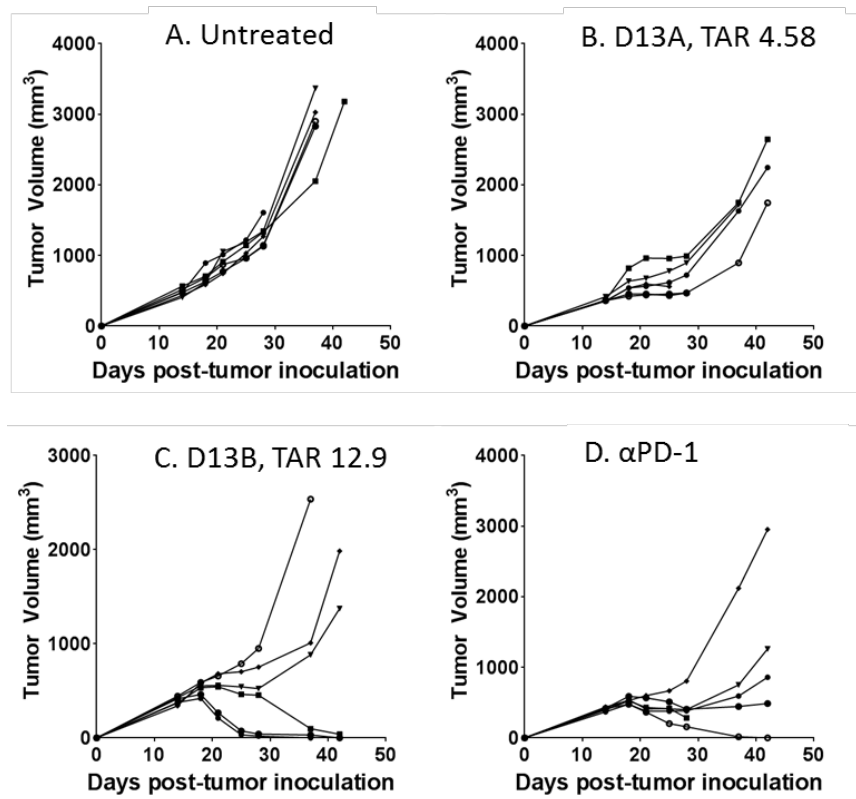 A. Untreated
4000
3000
2000
1000
0
Tumor Volume (mm³)
0 10 20 30 40 50
Days post-tumor inoculation
B. D13A, TAR 4.58
4000
3000
2000
1000
0
Tumor Volume (mm³)
0 10 20 30 40 50
Days post-tumor inoculation
C. D13B, TAR 12.9
3000
2000
1000
0
Tumor Volume (mm³)
0 10 20 30 40 50
Days post-tumor inoculation
D. αPD-1
4000
3000
2000
1000
0
Tumor Volume (mm³)
0 10 20 30 40 50
Days post-tumor inoculation